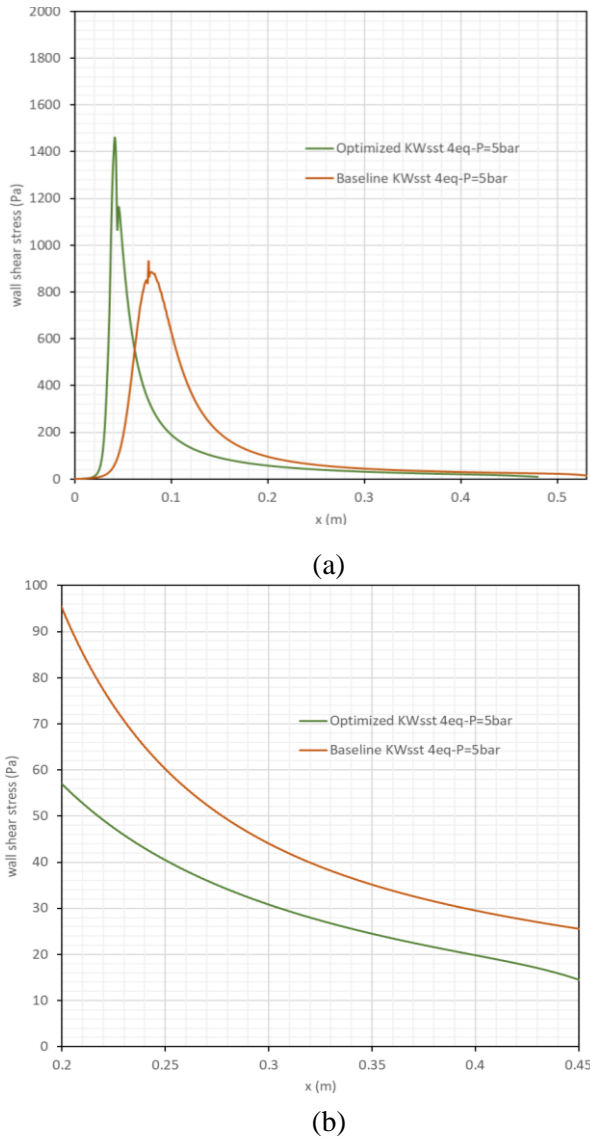 2000
1800
1600
1400
1200
1000
800
600
400
200
0
wall shear stress (Pa)
Optimized KWsst 4eq-P=5bar
Baseline KWsst 4eq-P=5bar
0 0.1 0.2 0.3 0.4 0.5
x (m)
(a)
100
90
80
70
60
50
40
30
20
10
0
wall shear stress (Pa)
Optimized KWsst 4eq-P=5bar
Baseline KWsst 4eq-P=5bar
0.2 0.25 0.3 0.35 0.4 0.45
x (m)
(b)